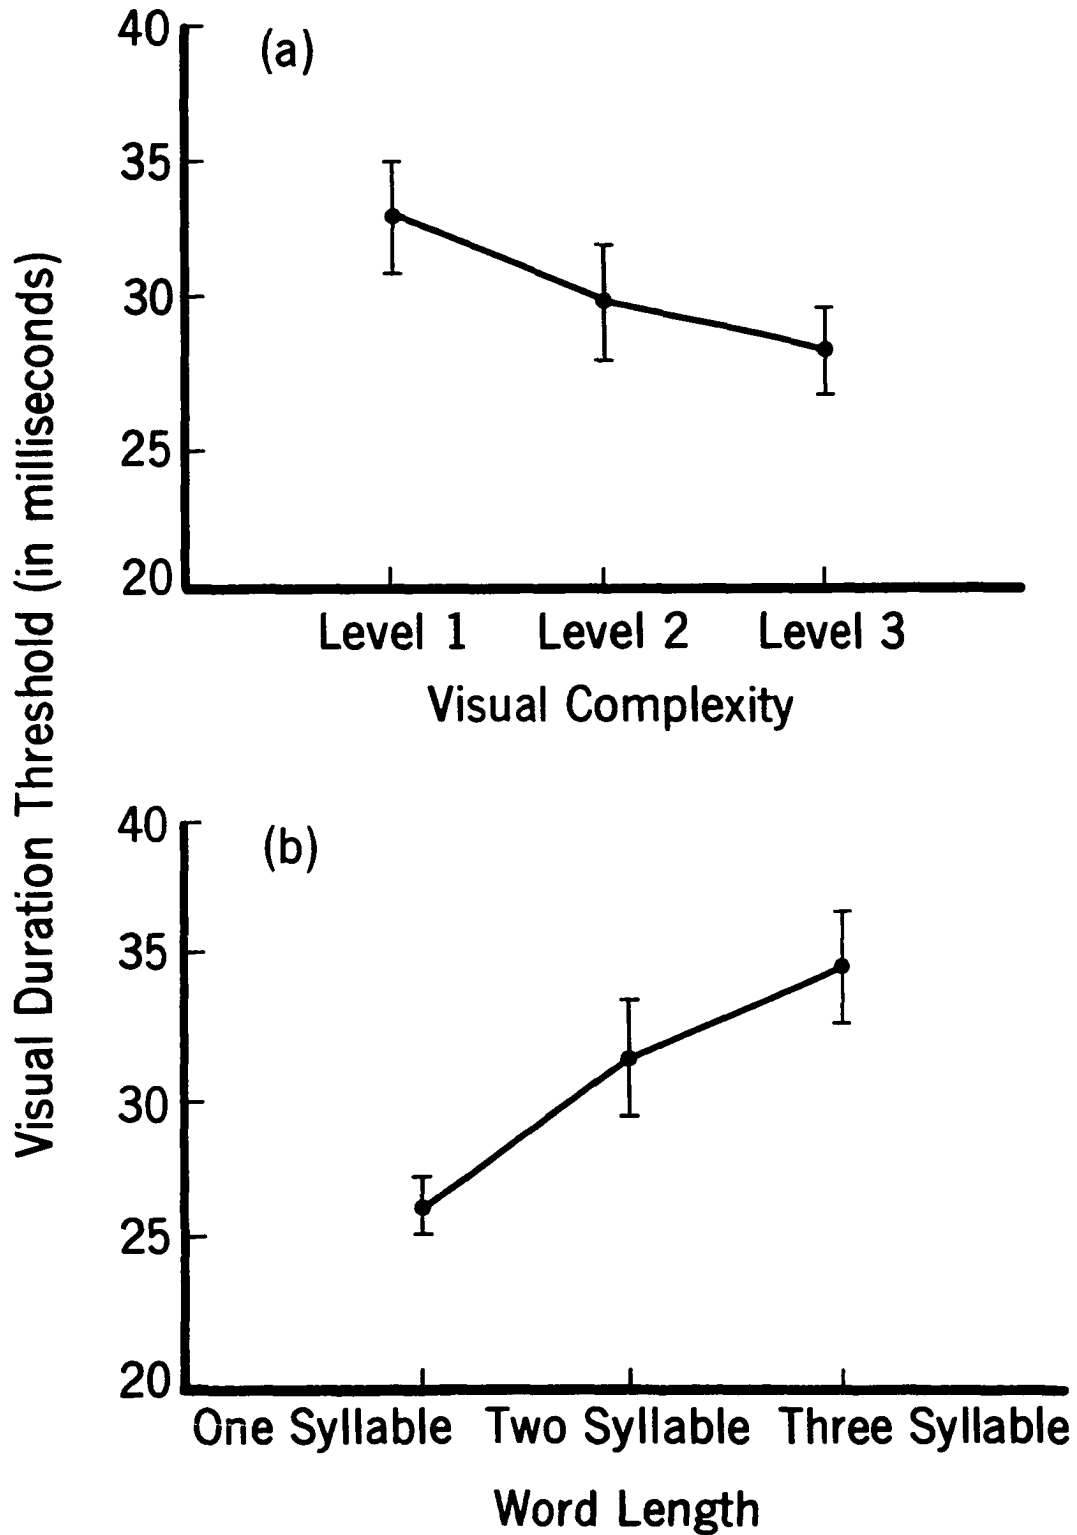 Visual Duration Threshold (in milliseconds)
(a)
40
35
30
25
20
Level 1 Level 2 Level 3
Visual Complexity
(b)
40
35
30
25
20
One Syllable Two Syllable Three Syllable
Word Length